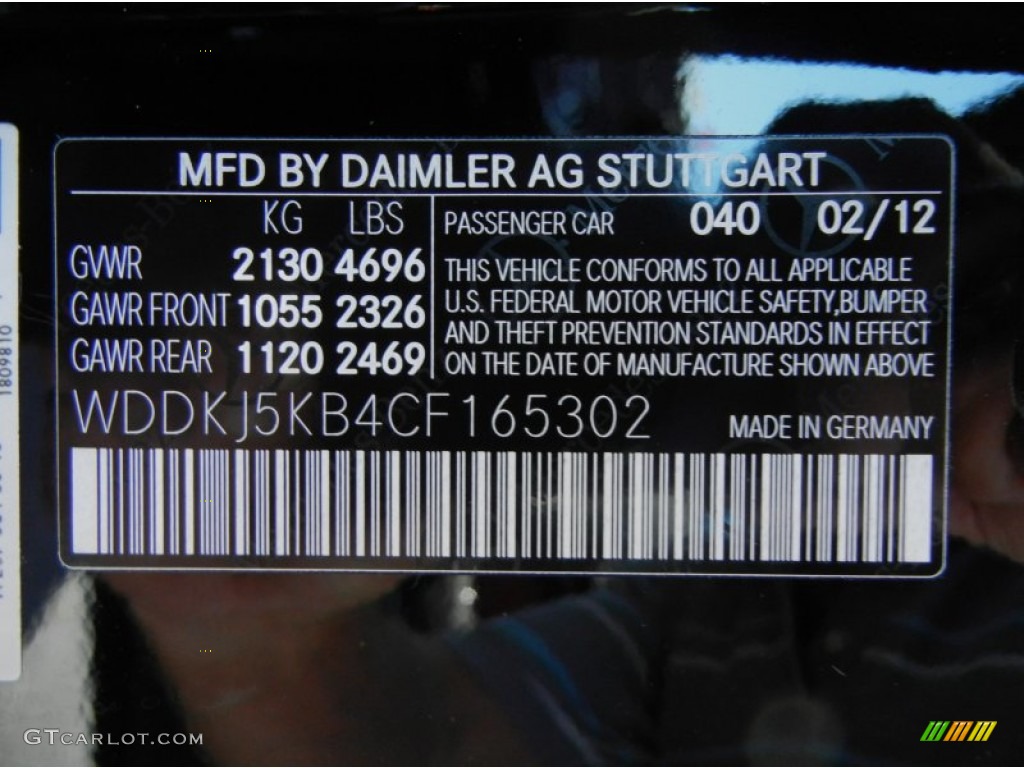 MFD BY DAIMLER AG STUTTGART
KG LBS
GVWR 2130 4696
GAWR FRONT 1055 2326
GAWR REAR 1120 2469
PASSENGER CAR 040 02/12
THIS VEHICLE CONFORMS TO ALL APPLICABLE
U.S. FEDERAL MOTOR VEHICLE SAFETY,BUMPER
AND THEFT PREVENTION STANDARDS IN EFFECT
ON THE DATE OF MANUFACTURE SHOWN ABOVE
WDDKJ5KB4CF165302
MADE IN GERMANY
1809810
GTCARLOT.COM